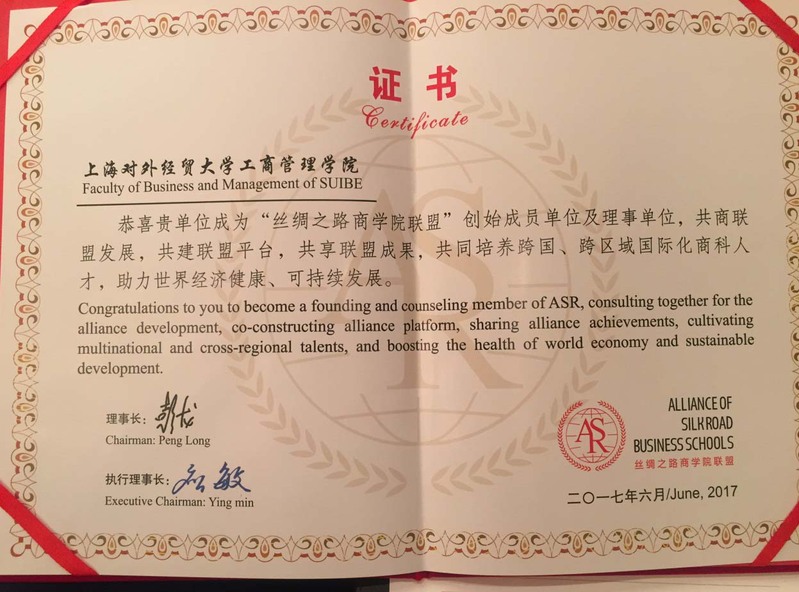 证书
Certificate
上海对外经贸大学工商管理学院
Faculty of Business and Management of SUIBE
恭喜贵单位成为“丝绸之路商学院联盟”创始成员单位及理事单位，共商联
盟发展，共建联盟平台，共享联盟成果，共同培养跨国、跨区域国际化商科人
才，助力世界经济健康、可持续发展。
Congratulations to you to become a founding and counseling member of ASR, consulting together for the
alliance development, co-constructing alliance platform, sharing alliance achievements, cultivating
multinational and cross-regional talents, and boosting the health of world economy and sustainable
development.
理事长：彭龙
Chairman: Peng Long
执行理事长：应敏
Executive Chairman: Ying min
ASR
ALLIANCE OF
SILK ROAD
BUSINESS SCHOOLS
丝绸之路商学院联盟
二〇一七年六月/June, 2017